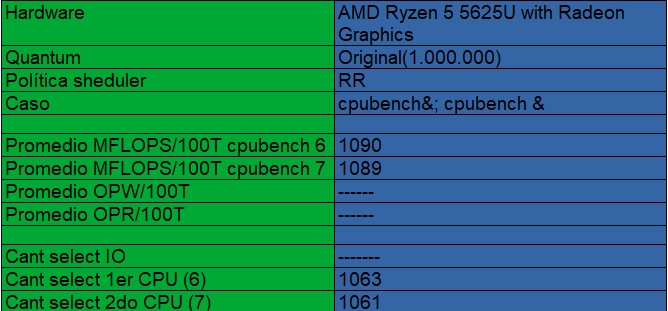 Hardware AMD Ryzen 5 5625U with Radeon
Graphics
Quantum Original(1.000.000)
Política sheduler RR
Caso cpubench&; cpubench &
Promedio MFLOPS/100T cpubench 6 1090
Promedio MFLOPS/100T cpubench 7 1089
Promedio OPW/100T ------
Promedio OPR/100T ------
Cant select IO -------
Cant select 1er CPU (6) 1063
Cant select 2do CPU (7) 1061